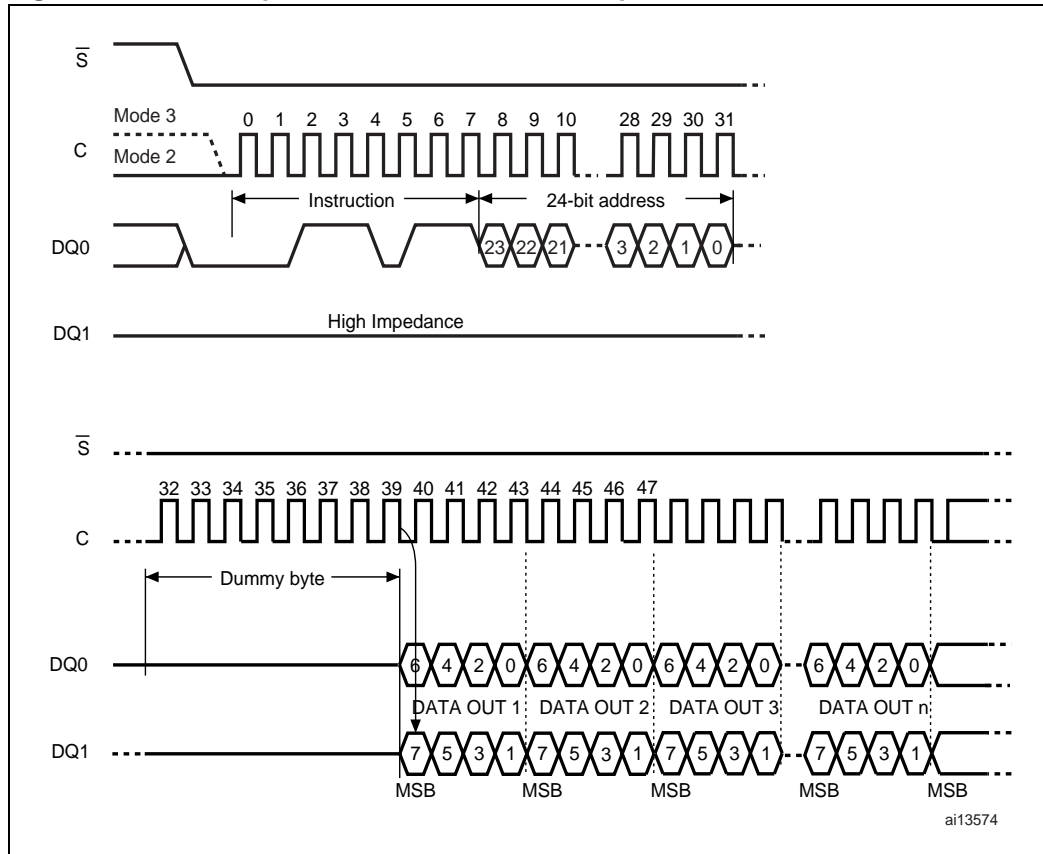 S
Mode 3
C
Mode 2
0 1 2 3 4 5 6 7 8 9 10 28 29 30 31
Instruction
24-bit address
DQ0
23 22 21 3 2 1 0
High Impedance
DQ1
S
32 33 34 35 36 37 38 39 40 41 42 43 44 45 46 47
C
Dummy byte
DQ0
6 4 2 0 6 4 2 0 6 4 2 0 6 4 2 0
DATA OUT 1 DATA OUT 2 DATA OUT 3 DATA OUT n
DQ1
7 5 3 1 7 5 3 1 7 5 3 1 7 5 3 1
MSB MSB MSB MSB MSB
ai13574